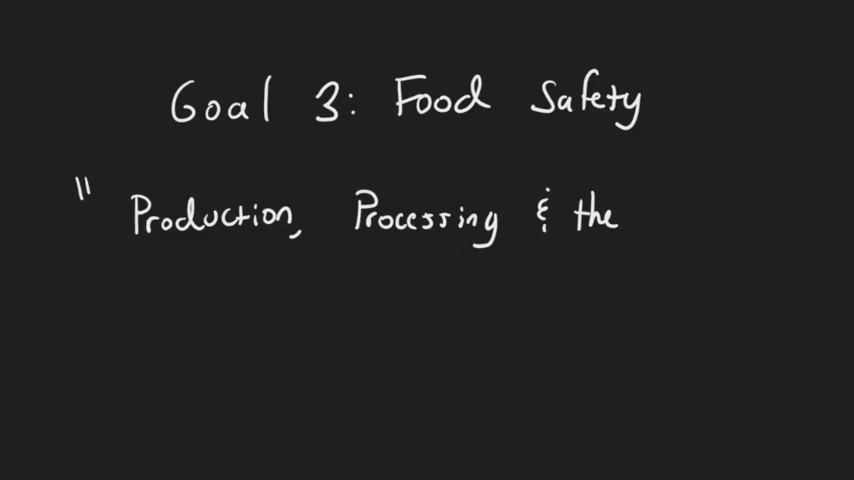 Goal 3: Food Safety
" Production, Processing & the